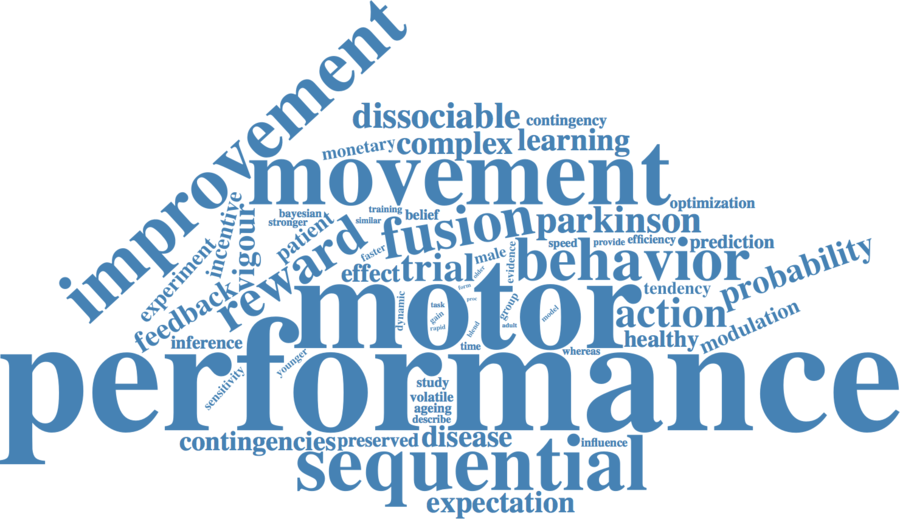 improvement
dissociable
contingency
monetary
complex
learning
movement
optimization
bayesian
stronger
training
similar
belief
fusion
parkinson
incentive
vigour
patient
reward
faster
experiment
feedback
effect
trial
male
older
evidence
speed
provide
efficiency
prediction
behavior
probability
motor
dynamic
task
gain
rapid
form
blend
time
group
adult
model
tendency
action
modulation
healthy
whereas
inference
sensitivity
younger
performance
study
volatile
ageing
describe
contingencies
preserved
disease
influence
sequential
expectation